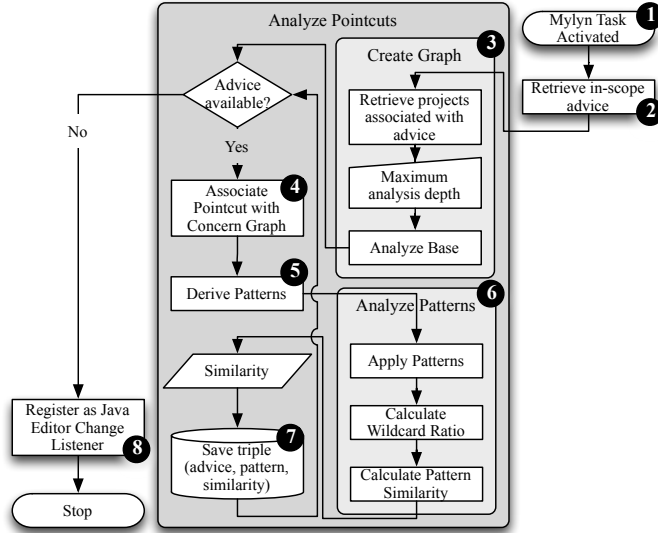 Analyze Pointcuts
1
Mylyn Task
Activated
Retrieve in-scope
advice
2
3
Create Graph
Retrieve projects
associated with
advice
Maximum
analysis depth
Analyze Base
Advice
available?
No
Yes
4
Associate
Pointcut with
Concern Graph
5
Derive Patterns
6
Analyze Patterns
Apply Patterns
Calculate
Wildcard Ratio
Calculate Pattern
Similarity
Similarity
7
Save triple
(advice, pattern,
similarity)
Register as Java
Editor Change
Listener
8
Stop